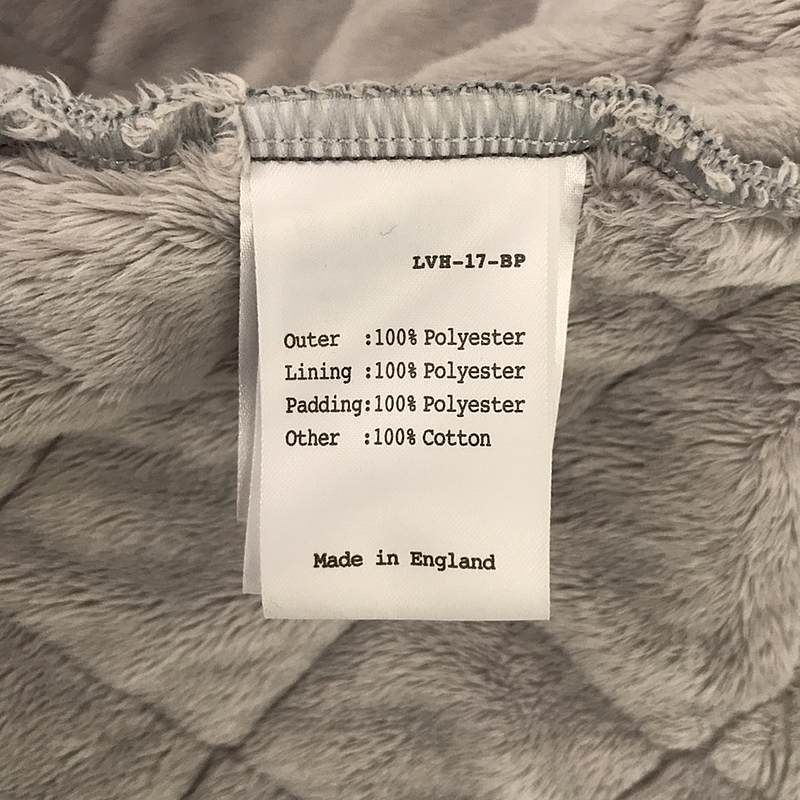 LVH-17-BP
Outer :100% Polyester
Lining :100% Polyester
Padding:100% Polyester
Other :100% Cotton
Made in England